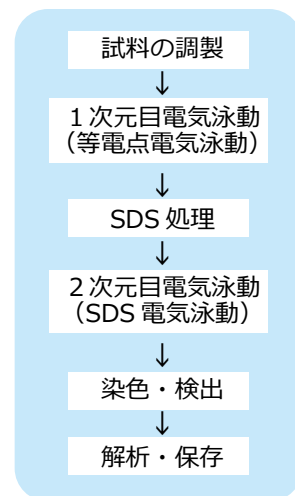 試料の調製
↓
１次元目電気泳動
（等電点電気泳動）
↓
SDS 処理
↓
２次元目電気泳動
（SDS 電気泳動）
↓
染色・検出
↓
解析・保存